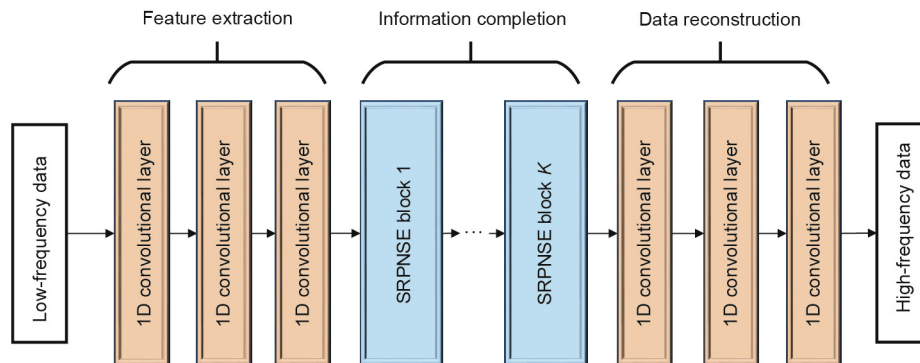 Feature extraction
Information completion
Data reconstruction
Low-frequency data
1D convolutional layer
1D convolutional layer
1D convolutional layer
SRPNSE block 1
...
SRPNSE block K
1D convolutional layer
1D convolutional layer
1D convolutional layer
High-frequency data